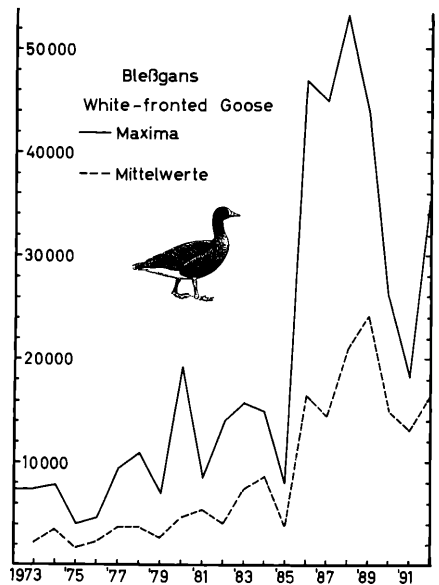 50000
Bleßgans
White-fronted Goose
Maxima
40000
Mittelwerte
30000
20000
10000
1973 '75 '77 '79 '81 '83 '85 '87 '89 '91